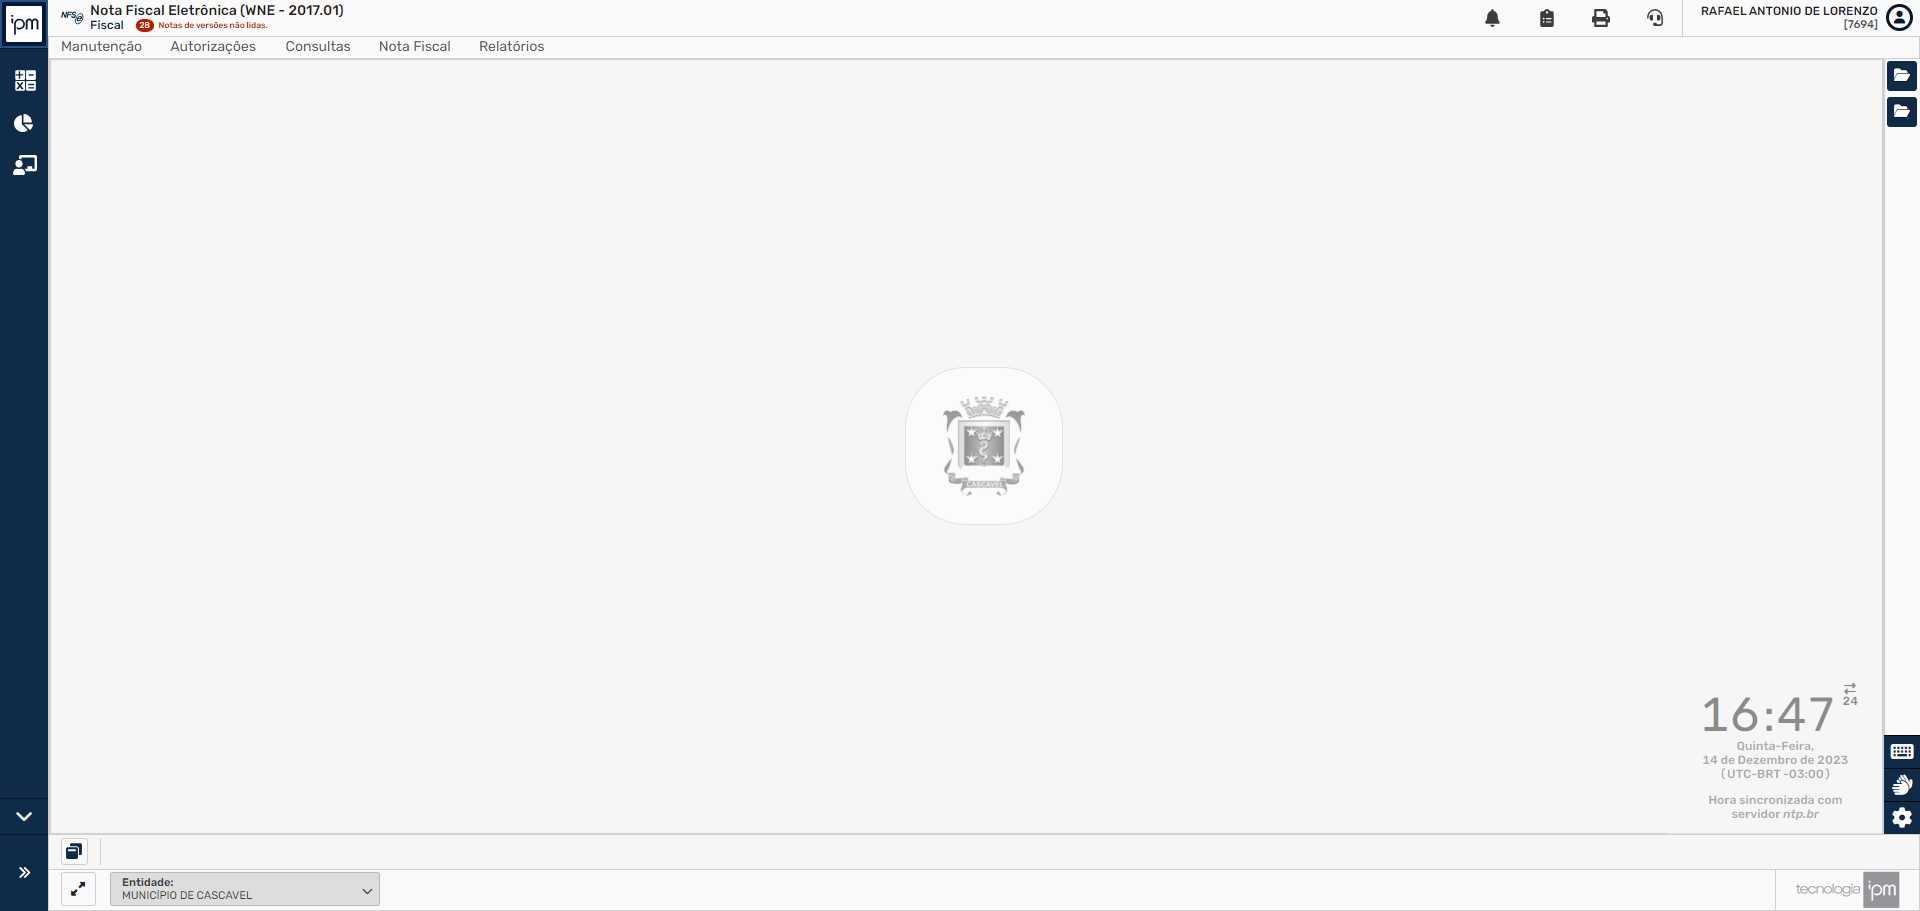 ipm
NFS@
Nota Fiscal Eletrônica (WNE - 2017.01)
Fiscal
28
Notas de versões não lidas.
RAFAEL ANTONIO DE LORENZO
[7694]
Manutenção
Autorizações
Consultas
Nota Fiscal
Relatórios
CASCAVEL
16:47
24
Quinta-Feira,
14 de Dezembro de 2023
(UTC-BRT -03:00)
Hora sincronizada com
servidor ntp.br
Entidade:
MUNICÍPIO DE CASCAVEL
tecnologia ipm